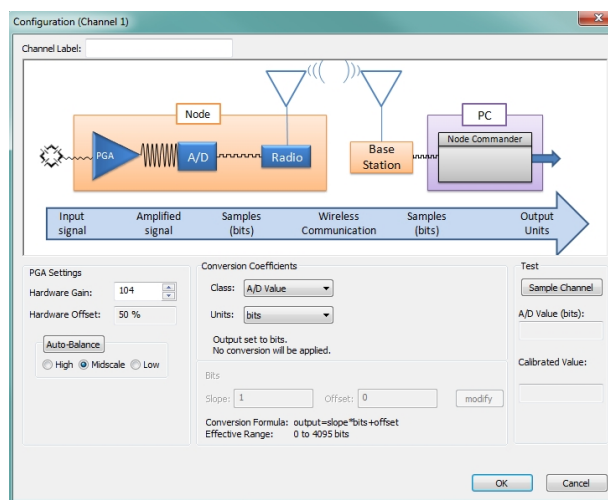 Configuration (Channel 1)
Channel Label:
Node
PGA
A/D
Radio
Base
Station
PC
Node Commander
Input
signal
Amplified
signal
Samples
(bits)
Wireless
Communication
Samples
(bits)
Output
Units
PGA Settings
Hardware Gain: 104
Hardware Offset: 50 %
Auto-Balance
High Midscale Low
Conversion Coefficients
Class: A/D Value
Units: bits
Output set to bits.
No conversion will be applied.
Bits
Slope: 1 Offset: 0 modify
Conversion Formula: output=slope*bits+offset
Effective Range: 0 to 4095 bits
Test
Sample Channel
A/D Value (bits):
Calibrated Value:
OK Cancel